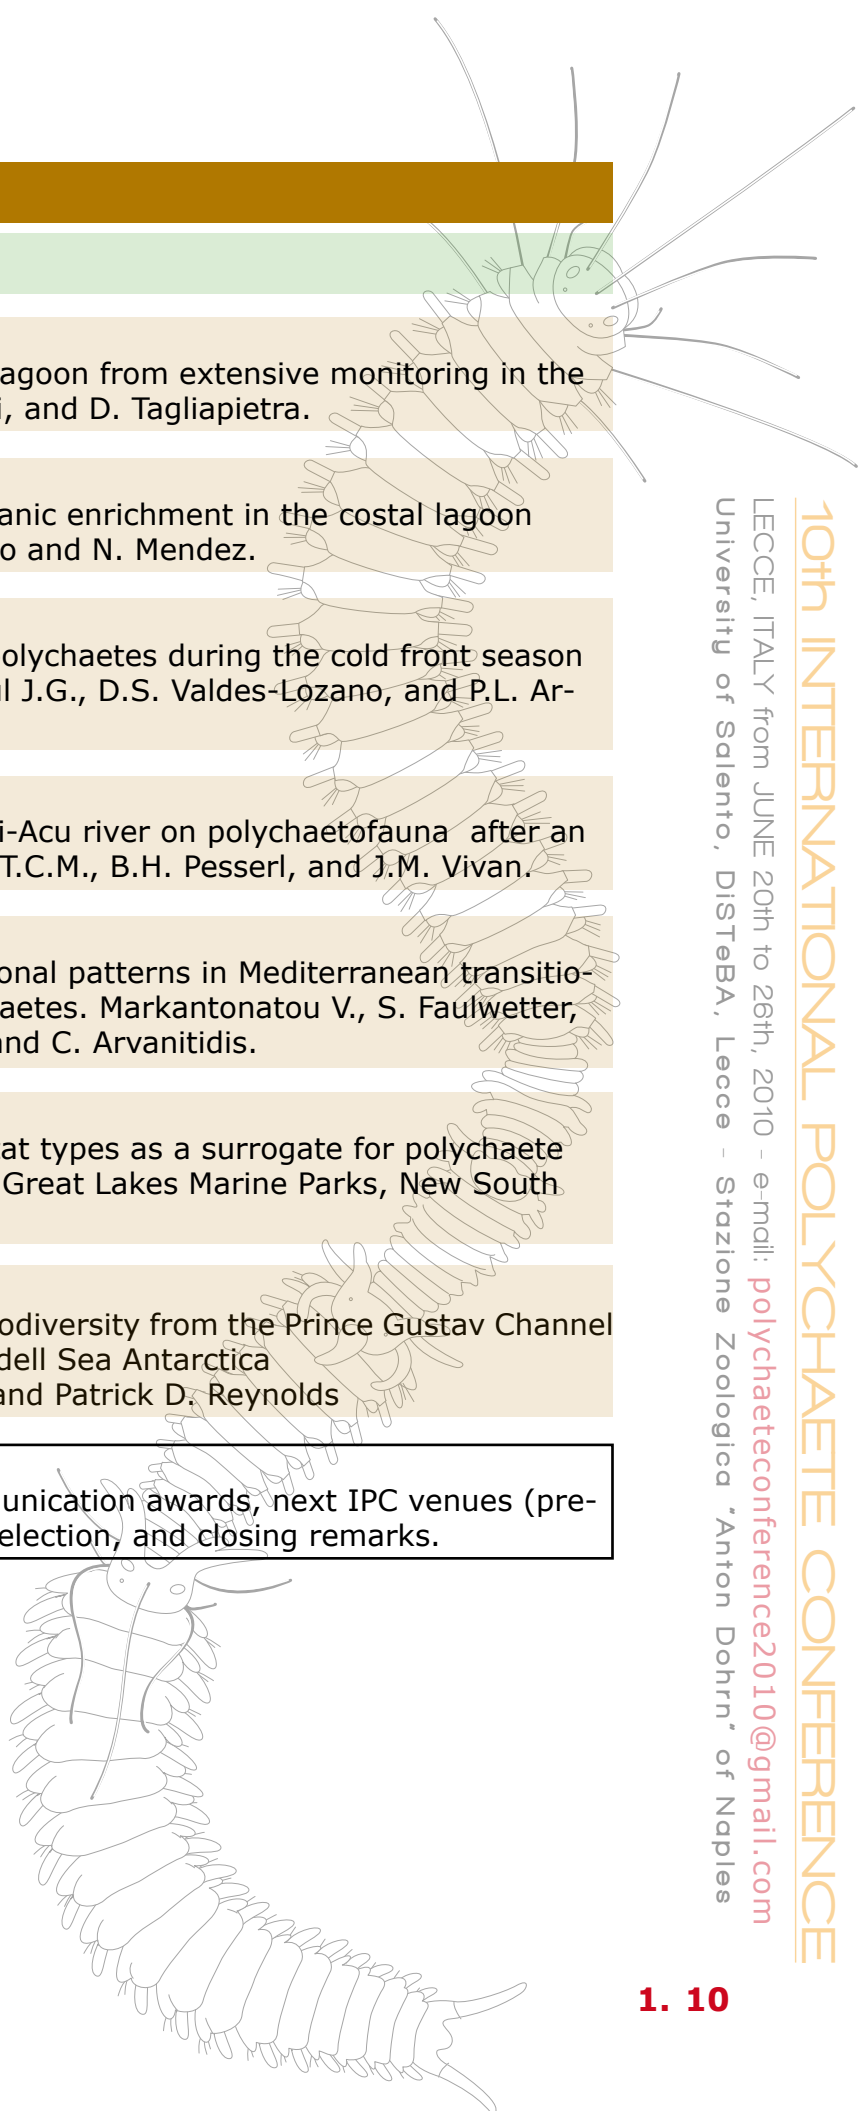 agoon from extensive monitoring in the
i, and D. Tagliapietra.
anic enrichment in the costal lagoon
o and N. Mendez.
olychaetes during the cold front season
ul J.G., D.S. Valdes-Lozano, and P.L. Ar-
i-Acu river on polychaetofauna after an
T.C.M., B.H. Pesserl, and J.M. Vivan.
onal patterns in Mediterranean transitio-
aetes. Markantonatou V., S. Faulwetter,
and C. Arvanitidis.
tat types as a surrogate for polychaete
Great Lakes Marine Parks, New South
odiversity from the Prince Gustav Channel
dell Sea Antarctica
and Patrick D. Reynolds
unication awards, next IPC venues (pre-
election, and closing remarks.
10th INTERNATIONAL POLYCHAETE CONFERENCE
LECCE, ITALY from JUNE 20th to 26th, 2010 - e-mail: polychaeteconference2010@gmail.com
University of Salento, DiSTeBA, Lecce - Stazione Zoologica "Anton Dohrn" of Naples
1. 10